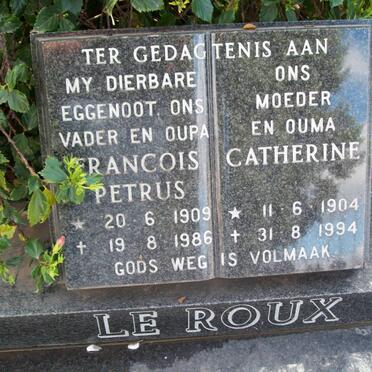 TER GEDAGTENIS AAN
MY DIERBARE
EGGENOOT, ONS
VADER EN OUPA
FRANCOIS
PETRUS
★ 20 6 1909
✝ 19 8 1986
ONS
MOEDER
EN OUMA
CATHERINE
★ 11·6·1904
✝ 31·8·1994
GODS WEG IS VOLMAAK
LE ROUX